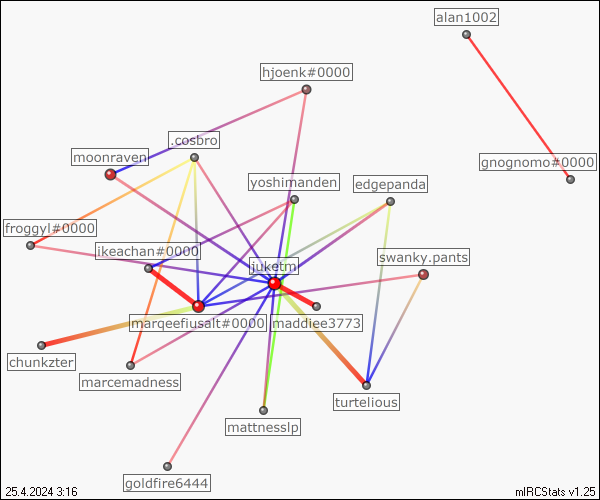 alan1002
hjoenk#0000
.cosbro
moonraven
gnognomo#0000
yoshimanden
edgepanda
froggyl#0000
ikeachan#0000
swanky.pants
juketm
marqeefiusalt#0000
maddiee3773
chunkzter
marcemadness
turtelious
mattnesslp
goldfire6444
25.4.2024 3:16
mIRCStats v1.25